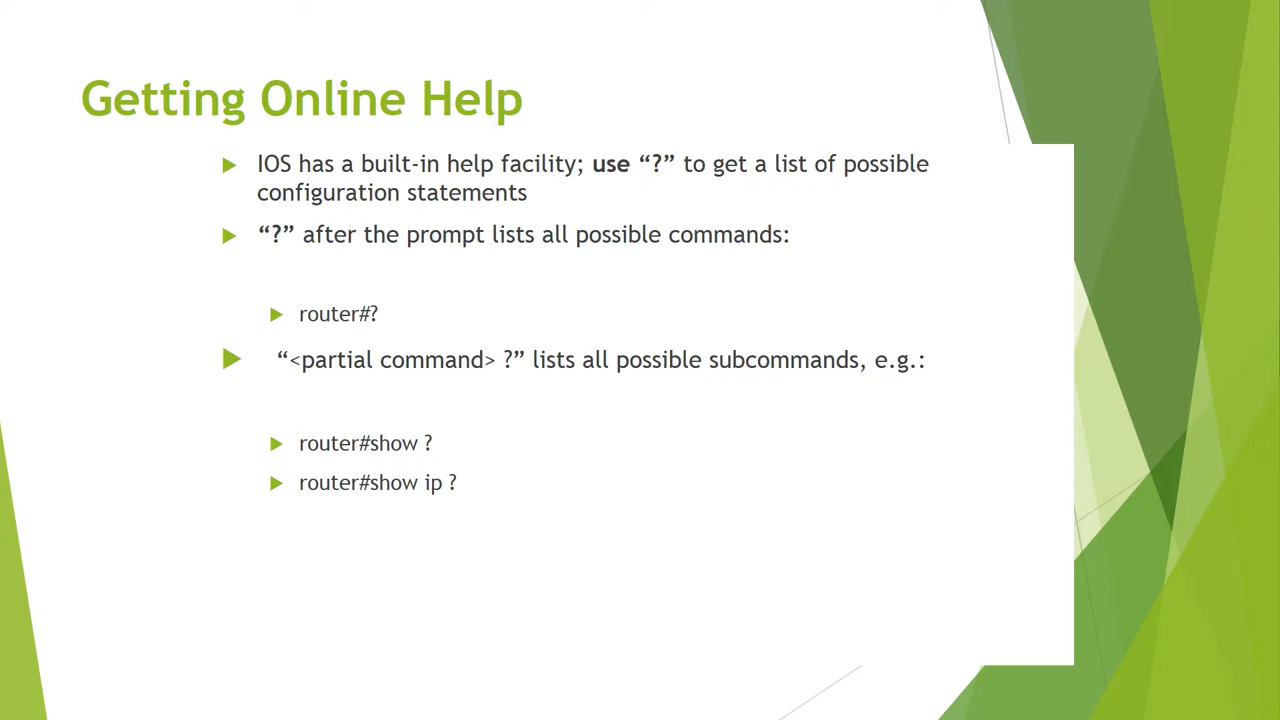 Getting Online Help
IOS has a built-in help facility; use “?” to get a list of possible
configuration statements
“?” after the prompt lists all possible commands:
router#?
“<partial command> ?” lists all possible subcommands, e.g.:
router#show ?
router#show ip ?